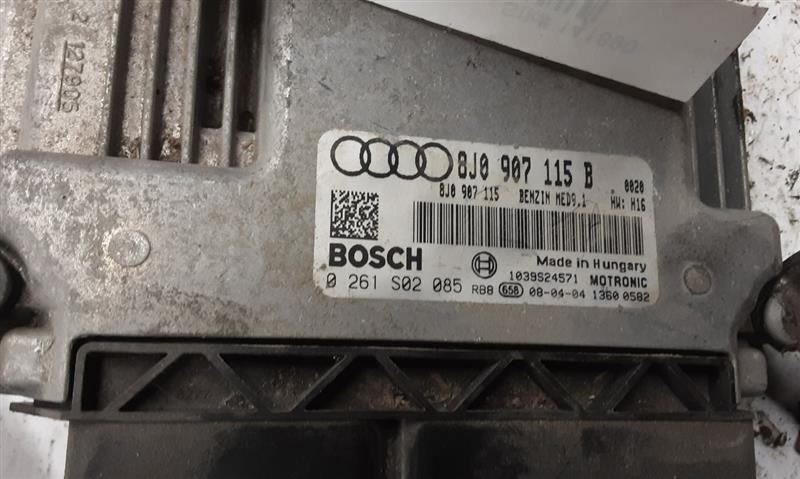 2 127905
8J0 907 115 B 0020
8J0 907 115 BENZIN MED9.1 HW: H16
BOSCH
Made in Hungary
1039S24571 MOTRONIC
0 261 S02 085 RBB 658 08-04-04 1360 0582